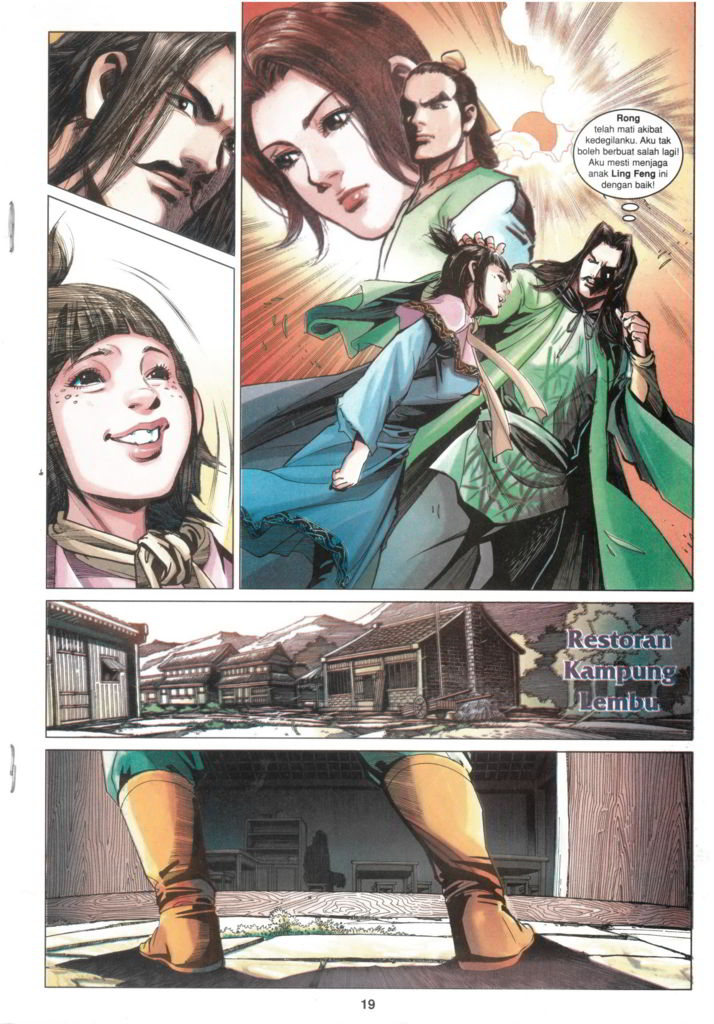 Rong
telah mati akibat
kedegilanku. Aku tak
boleh berbuat salah lagi!
Aku mesti menjaga
anak Ling Feng ini
dengan baik!
Restoran
Kampung
Lembu
19